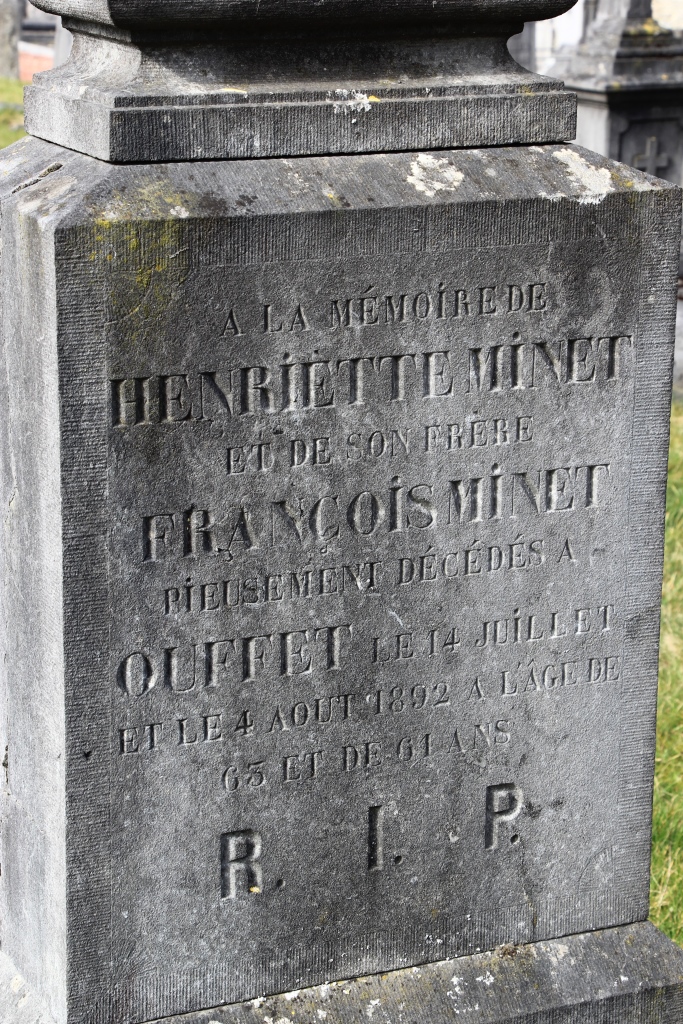 A LA MÉMOIRE DE
HENRIETTE MINET
ET DE SON FRÈRE
FRANÇOIS MINET
PIEUSEMENT DÉCÉDÉS A
OUFFET LE 14 JUILLET
ET LE 4 AOUT 1892 A L'ÂGE DE
63 ET DE 61 ANS
R. I. P.